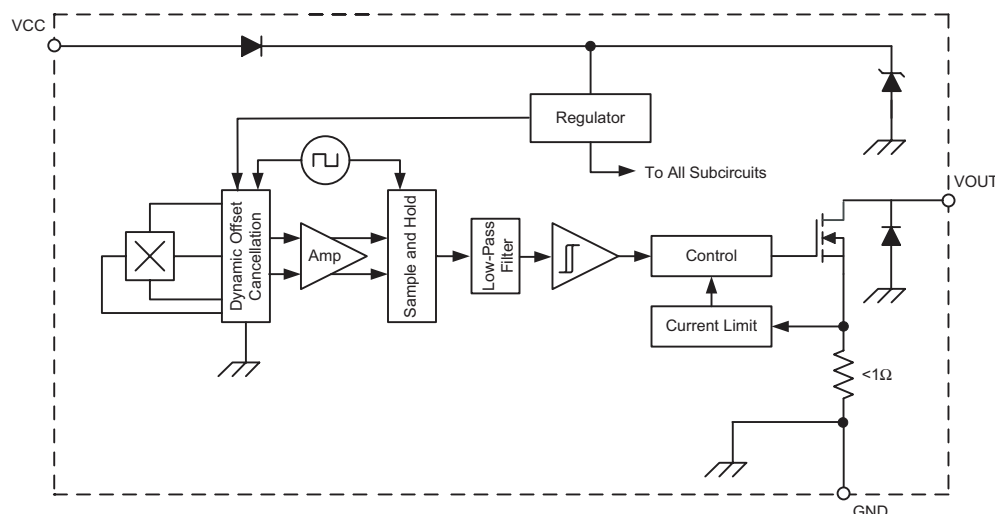 VCC
Regulator
To All Subcircuits
VOUT
Dynamic Offset
Cancellation
Amp
Sample and Hold
Low-Pass
Filter
Control
Current Limit
<1Ω
GND